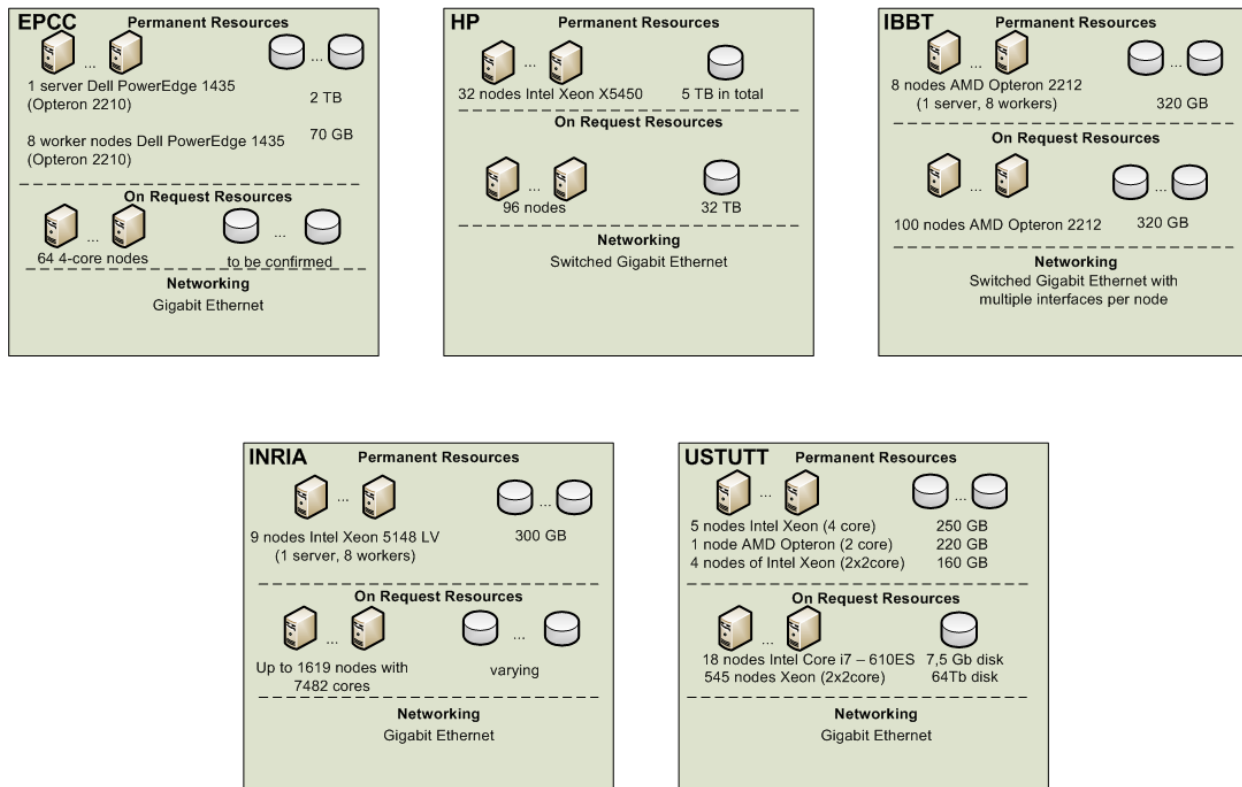 EPCC
Permanent Resources
...
...
1 server Dell PowerEdge 1435
(Opteron 2210)
2 TB
8 worker nodes Dell PowerEdge 1435
(Opteron 2210)
70 GB
On Request Resources
...
...
64 4-core nodes
to be confirmed
Networking
Gigabit Ethernet
HP
Permanent Resources
...
32 nodes Intel Xeon X5450
5 TB in total
On Request Resources
...
96 nodes
32 TB
Networking
Switched Gigabit Ethernet
IBBT
Permanent Resources
...
...
8 nodes AMD Opteron 2212
(1 server, 8 workers)
320 GB
On Request Resources
...
...
100 nodes AMD Opteron 2212
320 GB
Networking
Switched Gigabit Ethernet with
multiple interfaces per node
INRIA
Permanent Resources
...
...
9 nodes Intel Xeon 5148 LV
(1 server, 8 workers)
300 GB
On Request Resources
...
...
Up to 1619 nodes with
7482 cores
varying
Networking
Gigabit Ethernet
USTUTT
Permanent Resources
...
...
5 nodes Intel Xeon (4 core)
250 GB
1 node AMD Opteron (2 core)
220 GB
4 nodes of Intel Xeon (2x2core)
160 GB
On Request Resources
...
18 nodes Intel Core i7 – 610ES
7,5 Gb disk
545 nodes Xeon (2x2core)
64Tb disk
Networking
Gigabit Ethernet